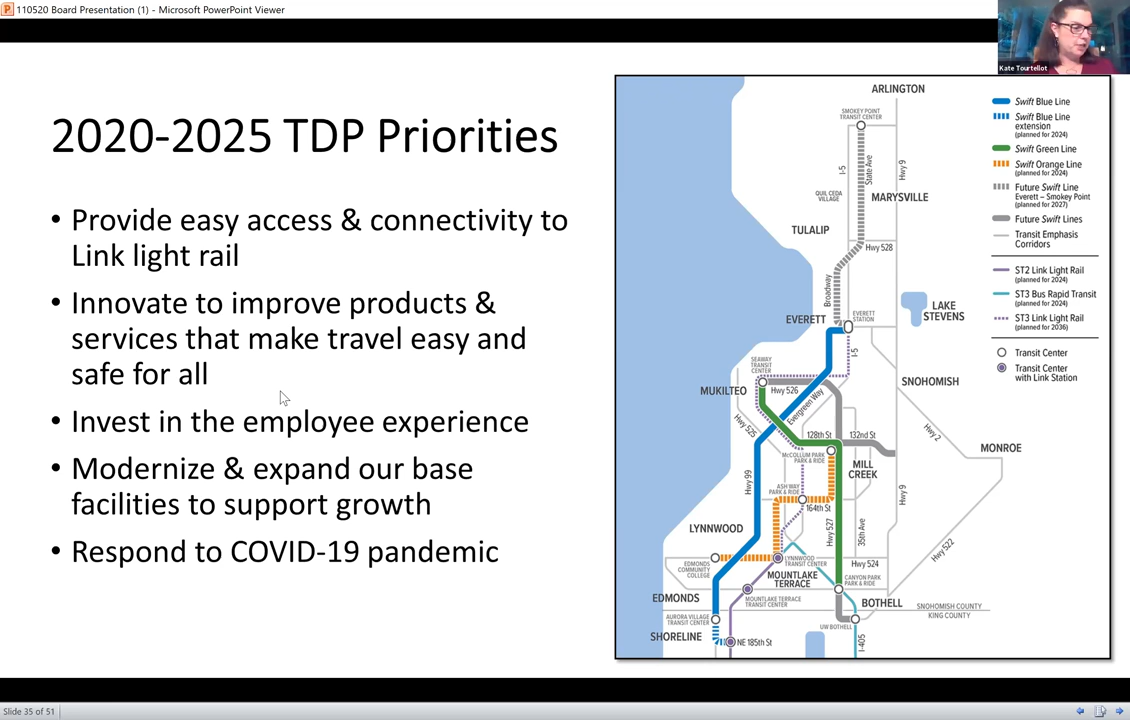 110520 Board Presentation (1) - Microsoft PowerPoint Viewer
Kate Tourtellot
2020-2025 TDP Priorities
• Provide easy access & connectivity to
Link light rail
• Innovate to improve products &
services that make travel easy and
safe for all
• Invest in the employee experience
• Modernize & expand our base
facilities to support growth
• Respond to COVID-19 pandemic
ARLINGTON
SMOKEY POINT
TRANSIT CENTER
I-5
State Ave
Hwy 9
QUIL CEDA
VILLAGE
MARYSVILLE
TULALIP
Hwy 528
Broadway
LAKE
STEVENS
EVERETT
EVERETT
STATION
I-5
SEAWAY
TRANSIT
CENTER
MUKILTEO
Hwy 526
SNOHOMISH
Evergreen Way
Hwy 525
128th St
132nd St
Hwy 2
McCOLLUM PARK
PARK & RIDE
MONROE
MILL
CREEK
Hwy 99
ASH WAY
PARK & RIDE
164th St
Hwy 9
LYNNWOOD
Hwy 527
35th Ave
Hwy 522
EDMONDS
COMMUNITY
COLLEGE
LYNNWOOD
TRANSIT CENTER
Hwy 524
MOUNTLAKE
TERRACE
CANYON PARK
PARK & RIDE
EDMONDS
MOUNTLAKE TERRACE
TRANSIT CENTER
BOTHELL
SNOHOMISH COUNTY
KING COUNTY
AURORA VILLAGE
TRANSIT CENTER
UW BOTHELL
SHORELINE
NE 185th St
I-405
Swift Blue Line
Swift Blue Line
extension
(planned for 2024)
Swift Green Line
Swift Orange Line
(planned for 2024)
Future Swift Line
Everett – Smokey Point
(planned for 2027)
Future Swift Lines
Transit Emphasis
Corridors
ST2 Link Light Rail
(planned for 2024)
ST3 Bus Rapid Transit
(planned for 2024)
ST3 Link Light Rail
(planned for 2036)
Transit Center
Transit Center
with Link Station
Slide 35 of 51